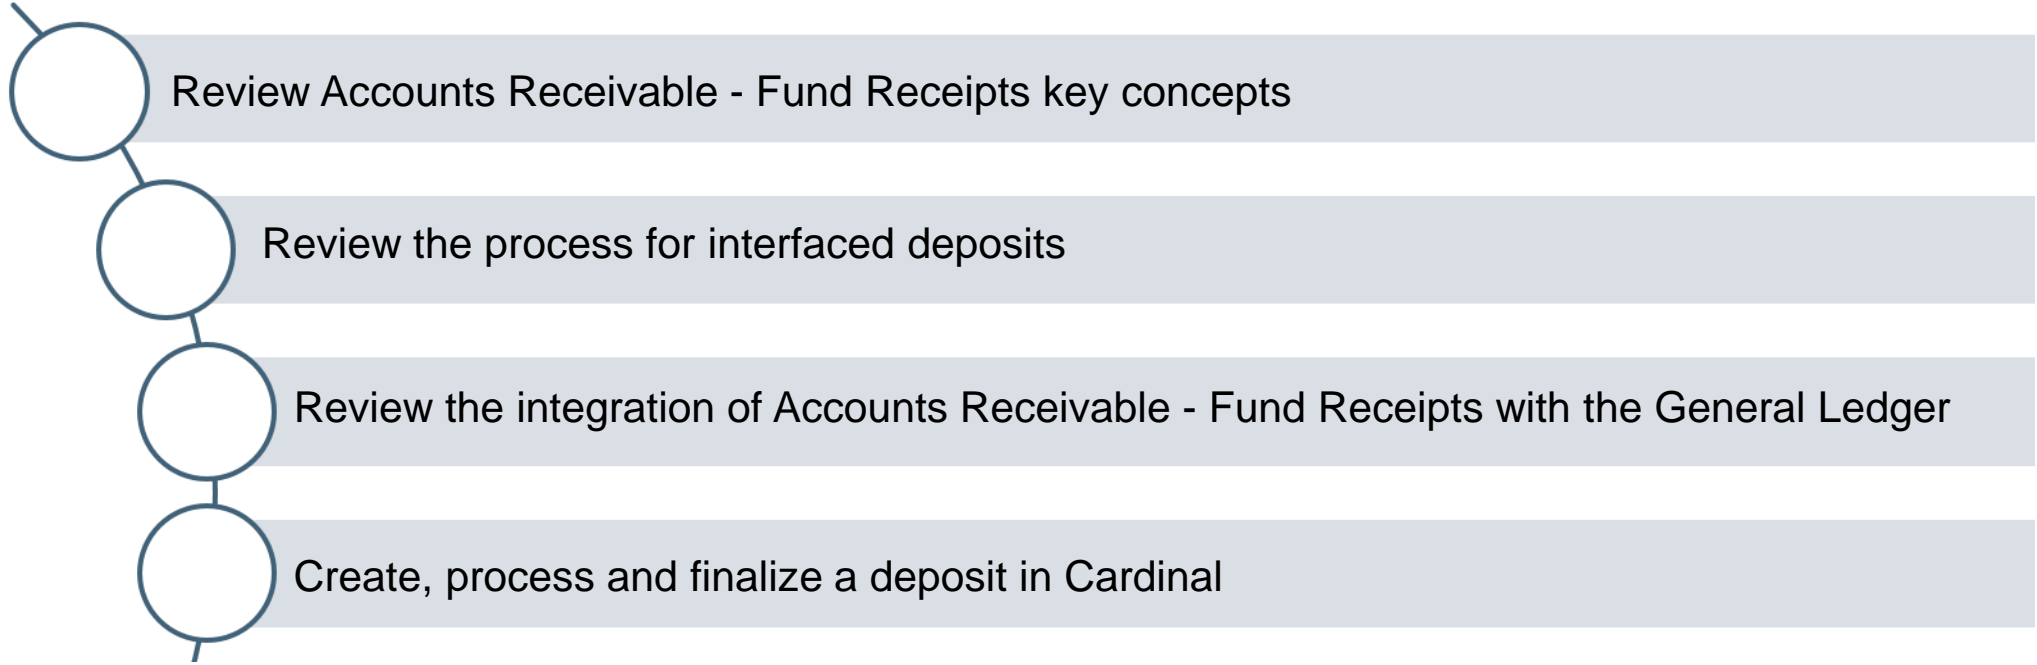 Review Accounts Receivable - Fund Receipts key concepts
Review the process for interfaced deposits
Review the integration of Accounts Receivable - Fund Receipts with the General Ledger
Create, process and finalize a deposit in Cardinal